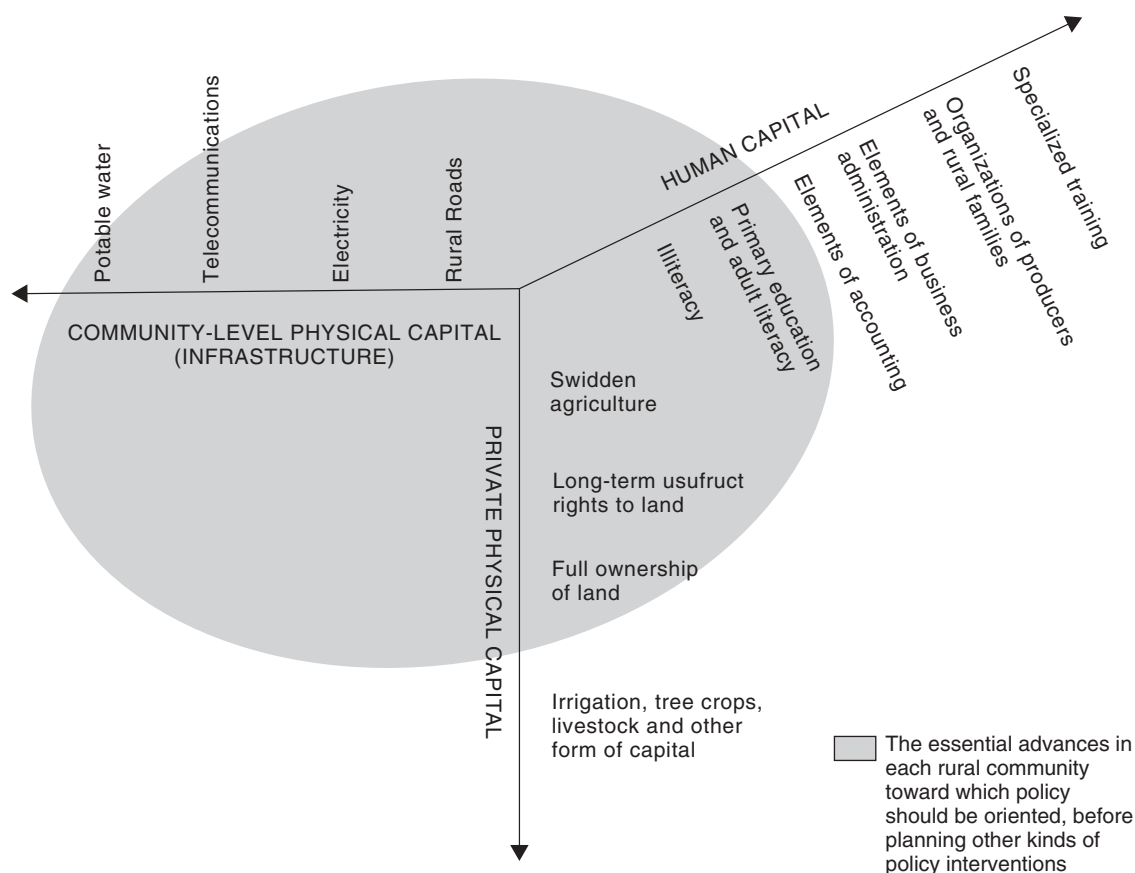 Potable water
Telecommunications
Electricity
Rural Roads
COMMUNITY-LEVEL PHYSICAL CAPITAL
(INFRASTRUCTURE)
HUMAN CAPITAL
Illiteracy
Primary education
and adult literacy
Elements of accounting
Elements of business
administration
Organizations of producers
and rural families
Specialized training
PRIVATE PHYSICAL CAPITAL
Swidden
agriculture
Long-term usufruct
rights to land
Full ownership
of land
Irrigation, tree crops,
livestock and other
form of capital
The essential advances in
each rural community
toward which policy
should be oriented, before
planning other kinds of
policy interventions